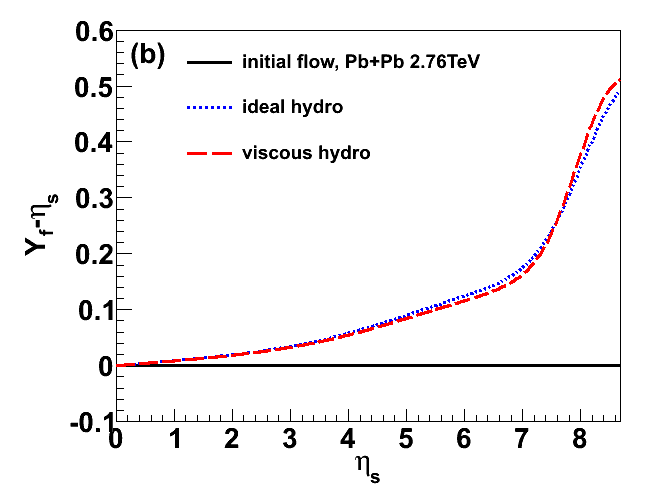 0.6
(b)
initial flow, Pb+Pb 2.76TeV
0.5
ideal hydro
0.4
viscous hydro
0.3
Y_f-η_s
0.2
0.1
0
-0.1
0 1 2 3 4 5 6 7 8
η_s